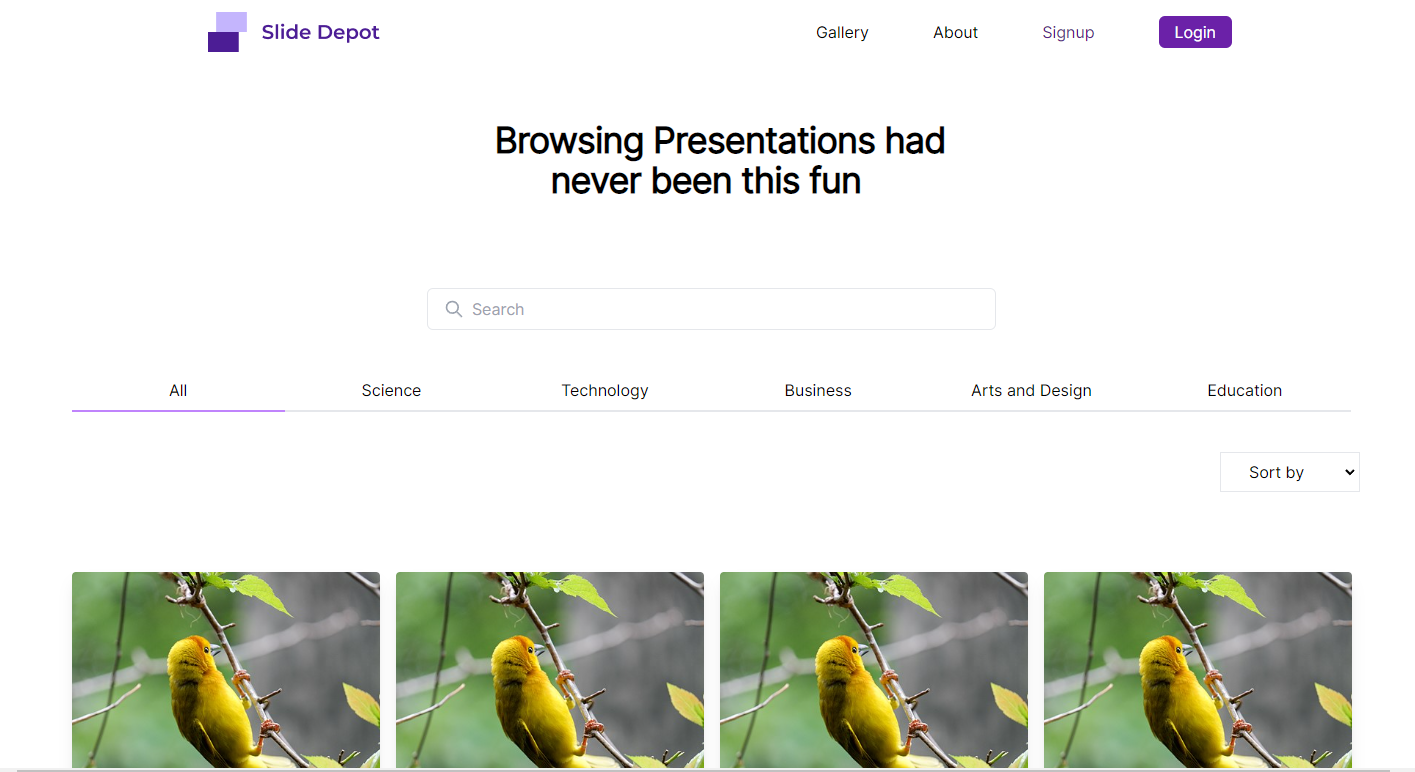 Slide Depot
Gallery
About
Signup
Login
Browsing Presentations had
never been this fun
Search
All
Science
Technology
Business
Arts and Design
Education
Sort by